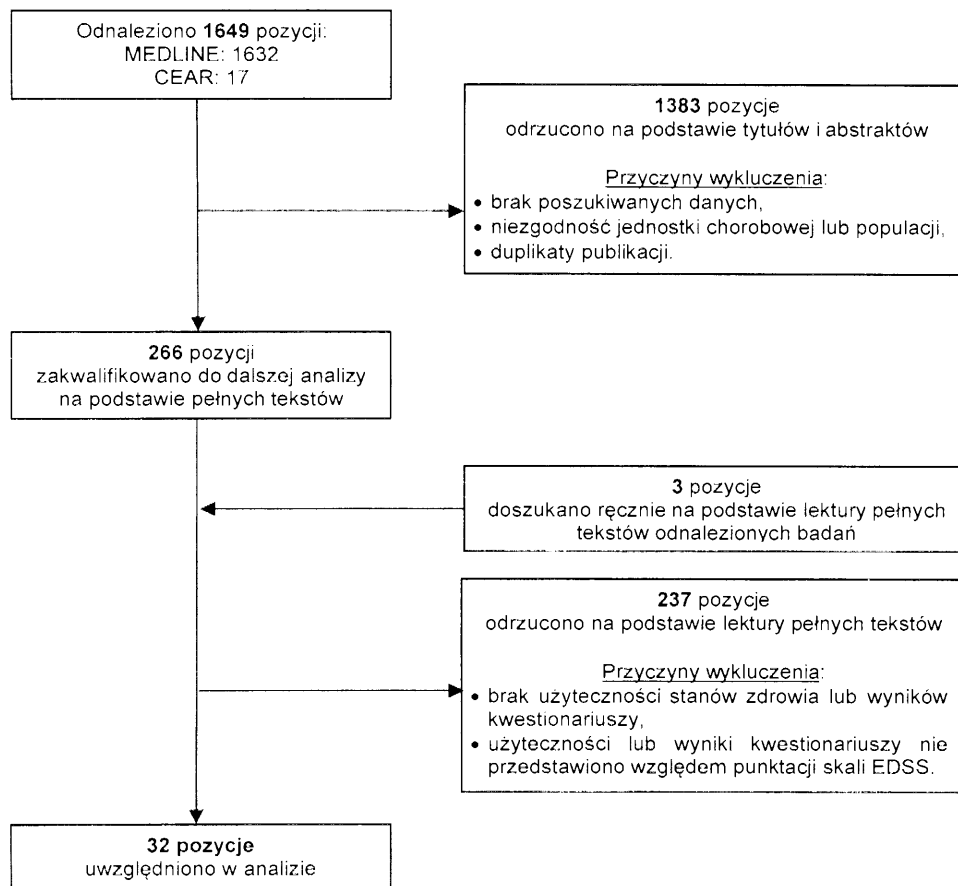 Odnaleziono 1649 pozycji:
MEDLINE: 1632
CEAR: 17
1383 pozycje
odrzucono na podstawie tytułów i abstraktów
Przyczyny wykluczenia:
• brak poszukiwanych danych,
• niezgodność jednostki chorobowej lub populacji,
• duplikaty publikacji.
266 pozycji
zakwalifikowano do dalszej analizy
na podstawie pełnych tekstów
3 pozycje
doszukano ręcznie na podstawie lektury pełnych
tekstów odnalezionych badań
237 pozycje
odrzucono na podstawie lektury pełnych tekstów
Przyczyny wykluczenia:
• brak użyteczności stanów zdrowia lub wyników
kwestionariuszy,
• użyteczności lub wyniki kwestionariuszy nie
przedstawiono względem punktacji skali EDSS.
32 pozycje
uwzględniono w analizie